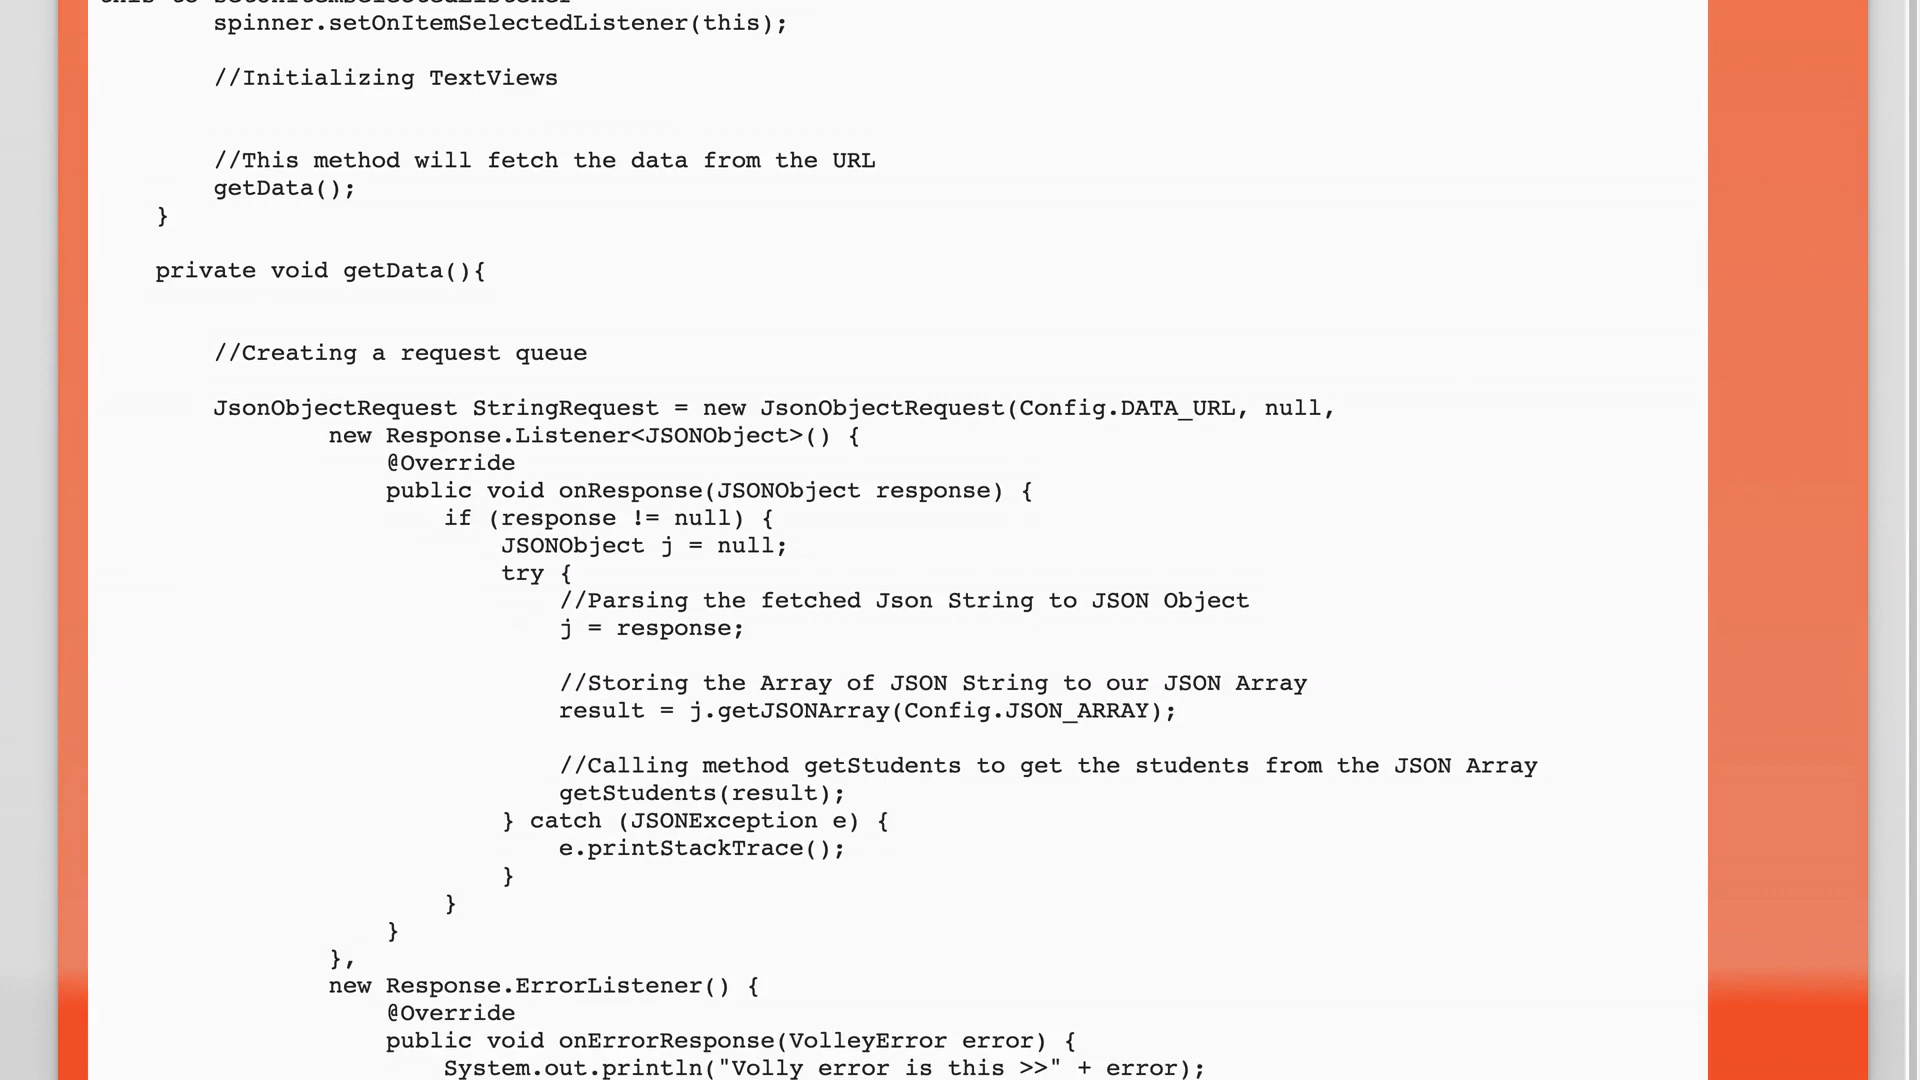 this to setOnItemSelectedListener
spinner.setOnItemSelectedListener(this);
//Initializing TextViews
//This method will fetch the data from the URL
getData();
}
private void getData(){
//Creating a request queue
JsonObjectRequest StringRequest = new JsonObjectRequest(Config.DATA_URL, null,
new Response.Listener<JSONObject>() {
@Override
public void onResponse(JSONObject response) {
if (response != null) {
JSONObject j = null;
try {
//Parsing the fetched Json String to JSON Object
j = response;
//Storing the Array of JSON String to our JSON Array
result = j.getJSONArray(Config.JSON_ARRAY);
//Calling method getStudents to get the students from the JSON Array
getStudents(result);
} catch (JSONException e) {
e.printStackTrace();
}
}
}
},
new Response.ErrorListener() {
@Override
public void onErrorResponse(VolleyError error) {
System.out.println("Volly error is this >>" + error);